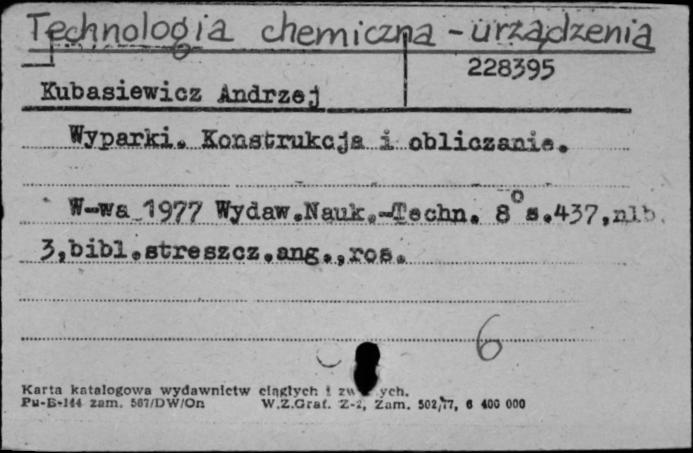 Technologia chemiczna - urządzenia
228395
Kubasiewicz Andrzej
Wyparki. Konstrukcja i obliczanie.
W-wa 1977 Wydaw.Nauk.-Techn. 8° s.437,nlb.
3,bibl.streszcz.ang.,ros.
6
Karta katalogowa wydawnictw ciągłych i ych.
Pu-B-144 zam. 567/DW/On W.Z.Graf. Z-2, Zam. 502/77, 6 400 000